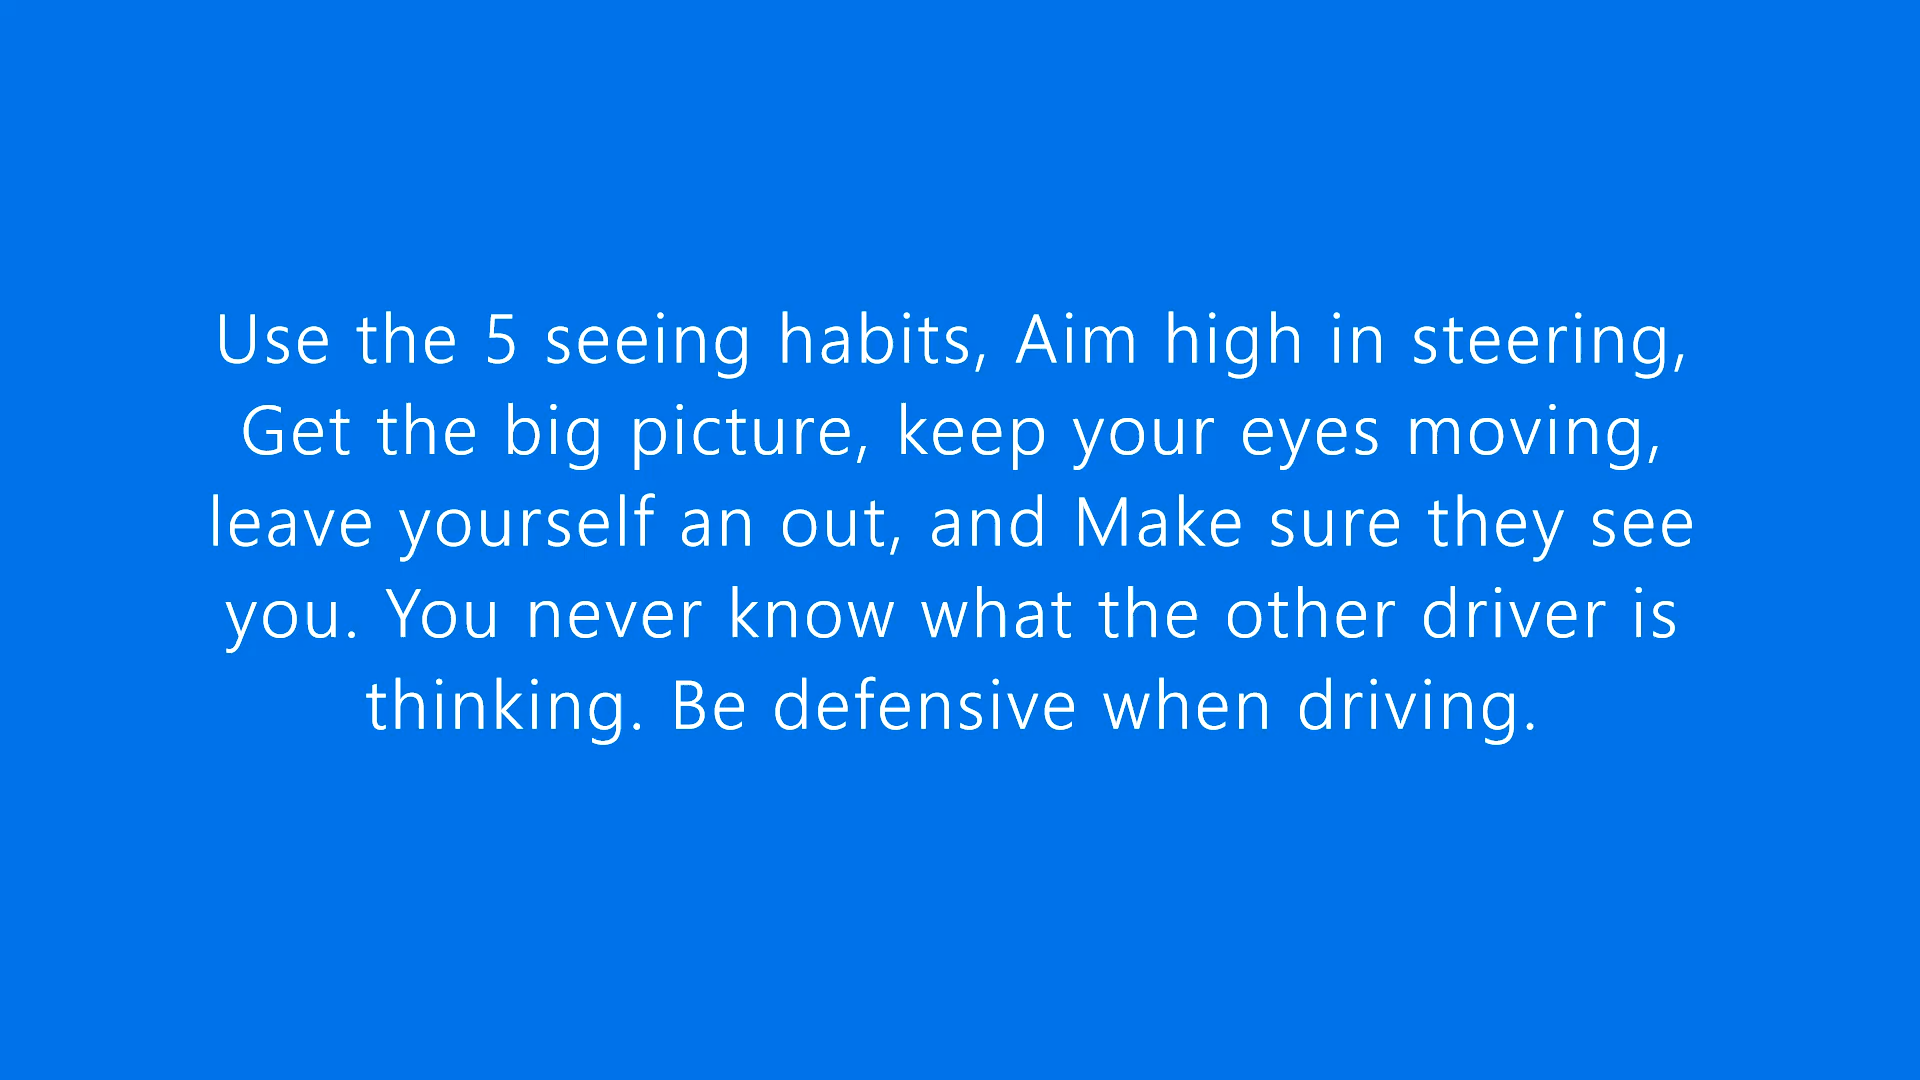 Use the 5 seeing habits, Aim high in steering,
Get the big picture, keep your eyes moving,
leave yourself an out, and Make sure they see
you. You never know what the other driver is
thinking. Be defensive when driving.